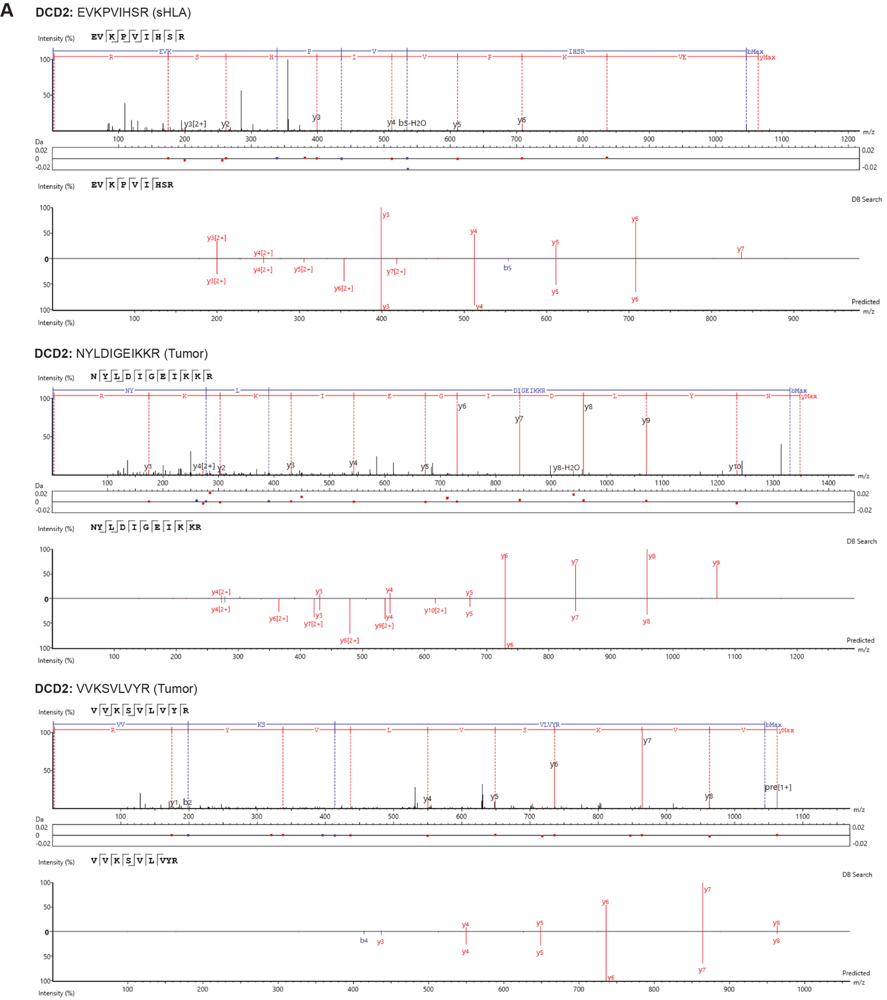 A
DCD2: EVKPVIHSR (sHLA)
Intensity (%) EV K P V I H S R
EVK P V IHSR bMax
R S H I V P K VE yMax
100
50
y3[2+] y2 y3 y4 b5-H2O y5 y6
100 200 300 400 500 600 700 800 900 1000 1100 1200 m/z
Da
0.02 0.02
0 0
-0.02 -0.02
Intensity (%) EV K P V I HSR
DB Search
100
y3 y6
50 y3[2+] y4 y5
y4[2+] y7
0
y4[2+] y5[2+] y7[2+] b5
50 y3[2+] y6[2+] y5 y6
Predicted
100 y3 y4 m/z
100 200 300 400 500 600 700 800 900
Intensity (%)
DCD2: NYLDIGEIKKR (Tumor)
Intensity (%) N Y L D I G E I K K R
NY L DIGEIKKR bMax
R K K I E G I D L Y N yMax
100
y6 y7 y8 y9
50
y1 y4[2+] y2 y3 y4 y5 y8-H2O y10
100 200 300 400 500 600 700 800 900 1000 1100 1200 1300 1400 m/z
Da
0.02 0.02
0 0
-0.02 -0.02
Intensity (%) NY L D I G E I K KR
DB Search
100
y6 y7 y8 y9
50
y4[2+] y3 y4 y5
0
y4[2+] y6[2+] y7[2+] y3 y4 y9[2+] y10[2+] y5 y7 y8
50
y8[2+] Predicted
100 y6 m/z
100 200 300 400 500 600 700 800 900 1000 1100 1200
Intensity (%)
DCD2: VVKSVLVYR (Tumor)
Intensity (%) V V K S V L V Y R
VV KS VLVYR bMax
R Y V L V S K V V yMax
100
y7
50 y6
pre[1+]
y1 b2 y4 y5 y8
100 200 300 400 500 600 700 800 900 1000 1100 m/z
Da
0.02 0.02
0 0
-0.02 -0.02
Intensity (%) V V K S V L VYR
DB Search
100
y7
50 y6
y4 y5 y8
0
b4 y3 y8
y4 y5
50
y7
Predicted
100 y6 m/z
100 200 300 400 500 600 700 800 900 1000
Intensity (%)